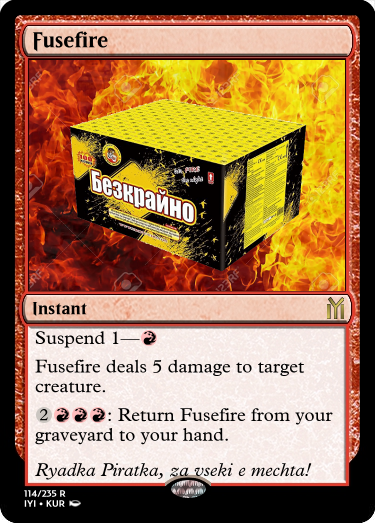 Fusefire
Безкрайно
Instant
Suspend 1—
Fusefire deals 5 damage to target
creature.
2: Return Fusefire from your
graveyard to your hand.
Ryadka Piratka, za vseki e mechta!
114/235 R
IYI • KUR